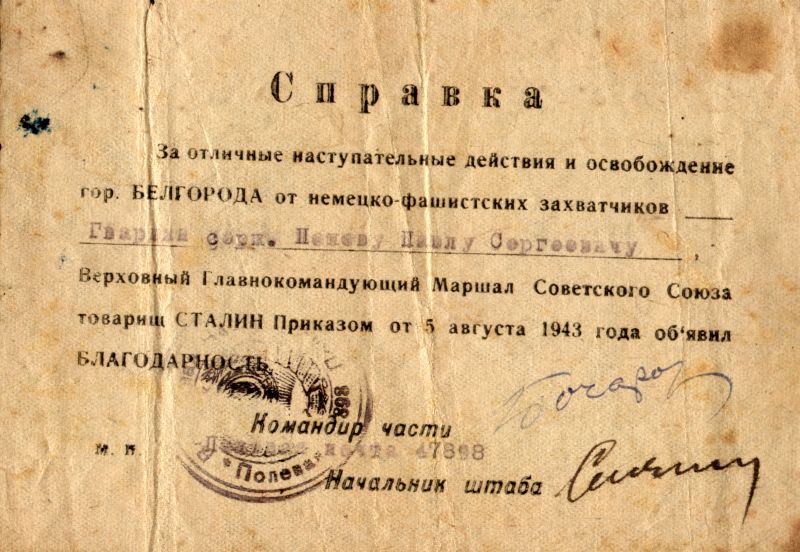 Справка
За отличные наступательные действия и освобождение
гор. БЕЛГОРОДА от немецко-фашистских захватчиков
Гвардии серж. Павлу Сергеевичу,
Верховный Главнокомандующий Маршал Советского Союза
товарищ СТАЛИН Приказом от 5 августа 1943 года об'явил
БЛАГОДАРНОСТЬ
Командир части
м. п. почта 47898
Полевая
Начальник штаба